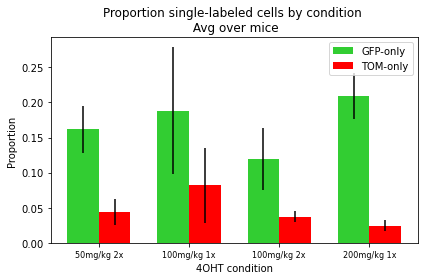 Proportion single-labeled cells by condition
Avg over mice
GFP-only
TOM-only
0.25
0.20
0.15
0.10
0.05
0.00
Proportion
50mg/kg 2x
100mg/kg 1x
100mg/kg 2x
200mg/kg 1x
4OHT condition